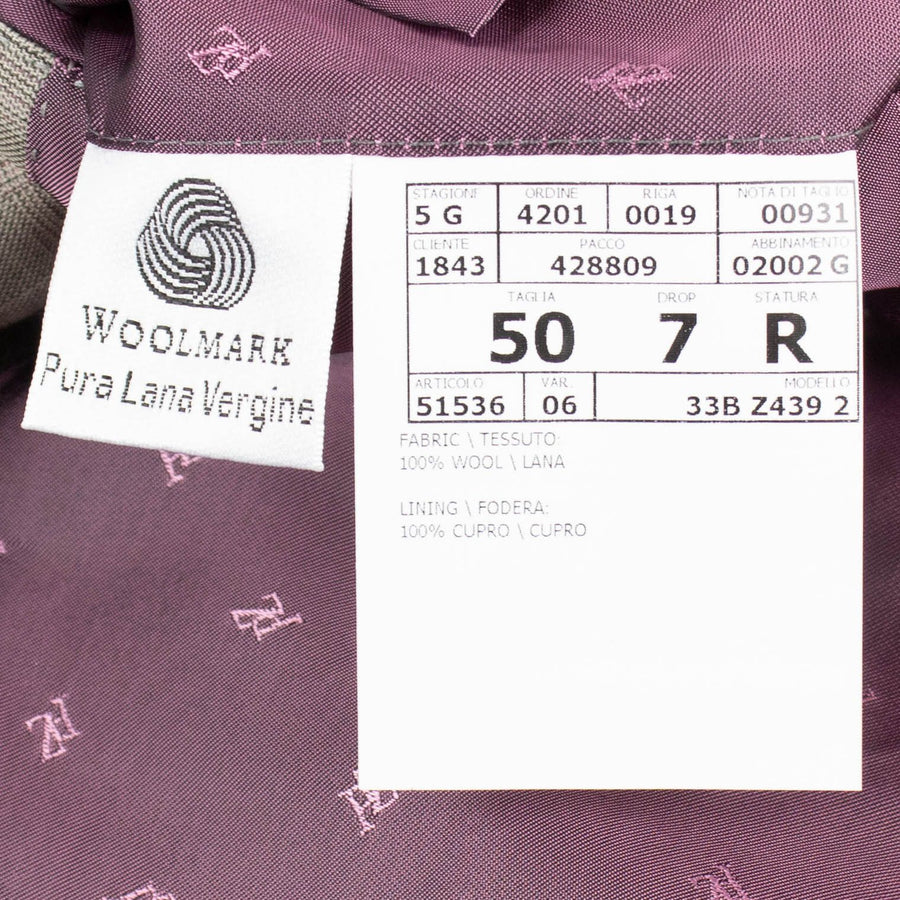 WOOLMARK
Pura Lana Vergine
STAGIONE ORDINE RIGA NOTA DI TAGLIO
5 G 4201 0019 00931
CLIENTE PACCO ABBINAMENTO
1843 428809 02002 G
TAGLIA DROP STATURA
50 7 R
ARTICOLO VAR. MODELLO
51536 06 33B Z439 2
FABRIC \ TESSUTO:
100% WOOL \ LANA
LINING \ FODERA:
100% CUPRO \ CUPRO